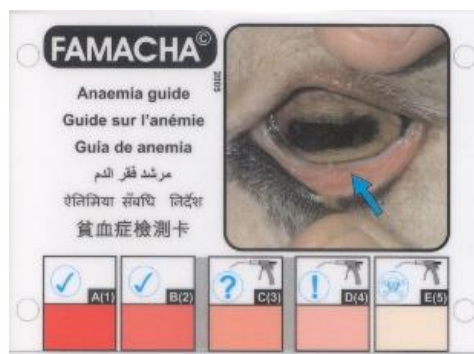 FAMACHA©
2005
Anaemia guide
Guide sur l'anémie
Guía de anemia
مرشد فقر الدم
ऐनिमिया सँबधि निर्देश
貧血症檢測卡
A(1) B(2) ? C(3) ! D(4) E(5)